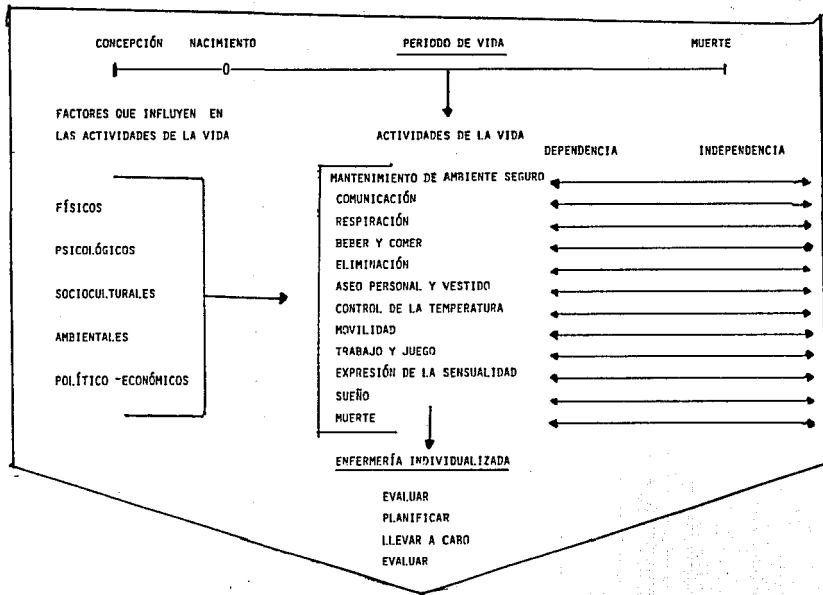 CONCEPCIÓN NACIMIENTO PERIODO DE VIDA MUERTE
FACTORES QUE INFLUYEN EN
LAS ACTIVIDADES DE LA VIDA
FÍSICOS
PSICOLÓGICOS
SOCIOCULTURALES
AMBIENTALES
POLÍTICO -ECONÓMICOS
ACTIVIDADES DE LA VIDA
DEPENDENCIA INDEPENDENCIA
MANTENIMIENTO DE AMBIENTE SEGURO
COMUNICACIÓN
RESPIRACIÓN
BEBER Y COMER
ELIMINACIÓN
ASEO PERSONAL Y VESTIDO
CONTROL DE LA TEMPERATURA
MOVILIDAD
TRABAJO Y JUEGO
EXPRESIÓN DE LA SENSUALIDAD
SUEÑO
MUERTE
ENFERMERÍA INDIVIDUALIZADA
EVALUAR
PLANIFICAR
LLEVAR A CABO
EVALUAR